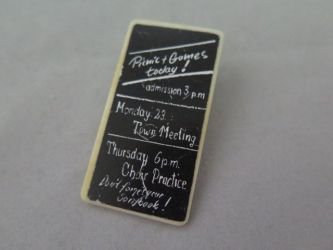 Picnic + Games
today!
admission 3 p.m
Monday 23
Town Meeting
Thursday 6 p.m.
Choir Practice
Don't forget your
Songbook!